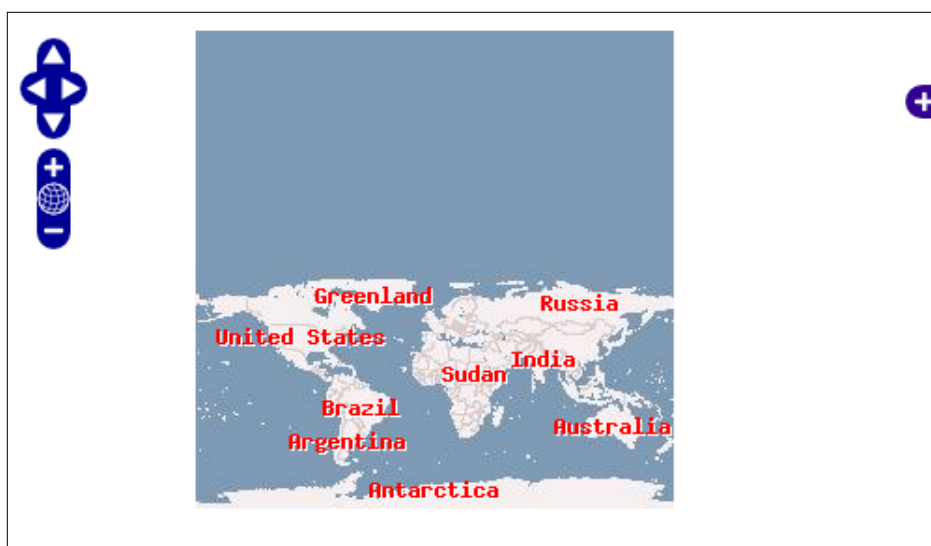 Greenland
Russia
United States
India
Sudan
Brazil
Australia
Argentina
Antarctica